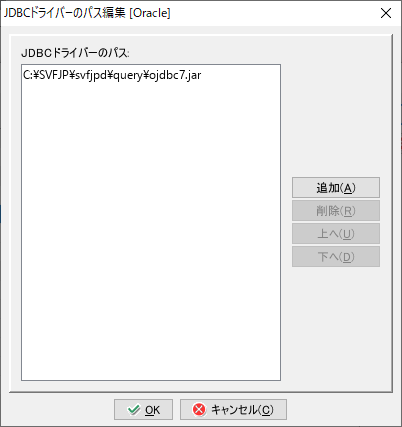 JDBCドライバーのパス編集 [Oracle]
JDBCドライバーのパス:
C:¥SVFJP¥svfjpd¥query¥ojdbc7.jar
追加(A)
削除(R)
上へ(U)
下へ(D)
OK
キャンセル(C)